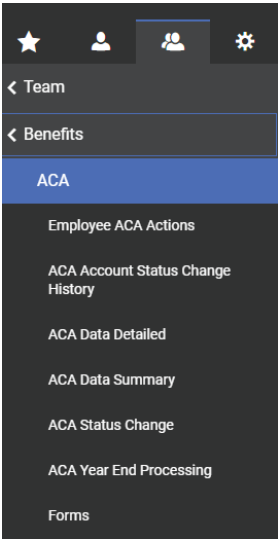 Team
Benefits
ACA
Employee ACA Actions
ACA Account Status Change
History
ACA Data Detailed
ACA Data Summary
ACA Status Change
ACA Year End Processing
Forms